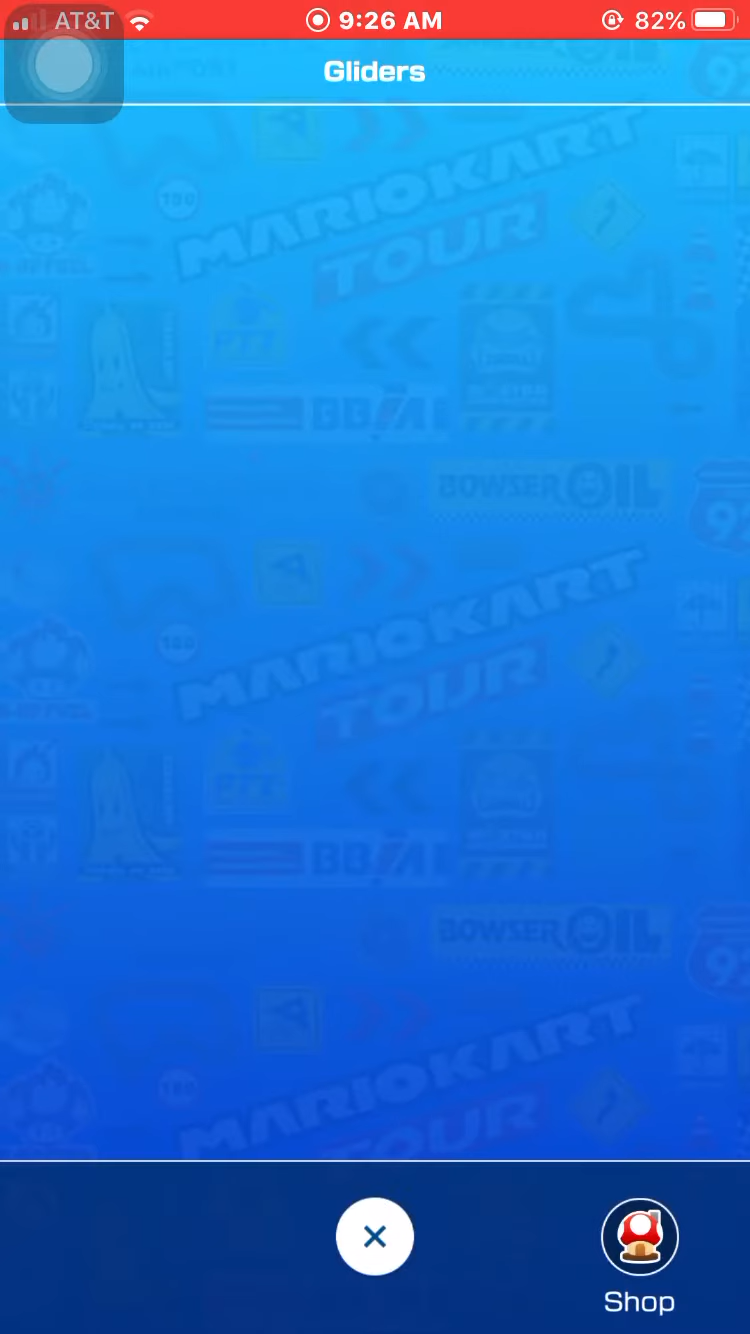 AT&T 9:26 AM 82%
Gliders
MARIOKART
TOUR
BOWSER OIL
MARIOKART
TOUR
BOWSER OIL
MARIOKART
TOUR
Shop